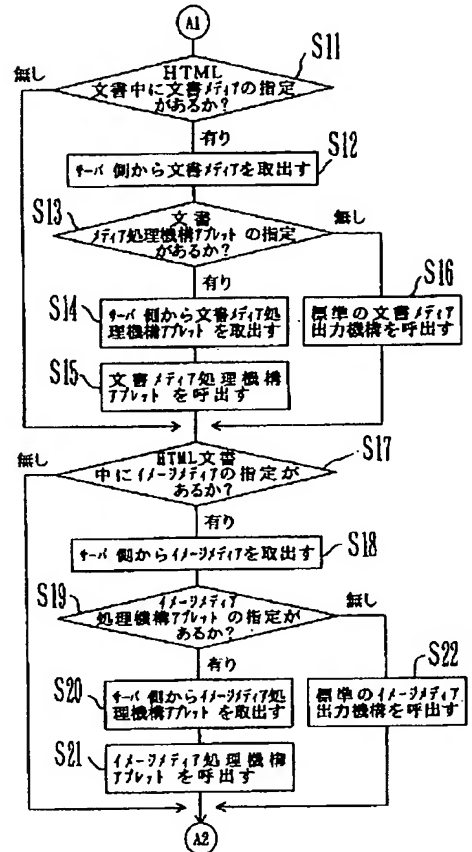 A1
S11
無し
HTML
文書中に文書メディアの指定
があるか?
有り
S12
サーバ 側から文書メディアを取出す
S13
文書
メディア処理機構アプレット の指定
があるか?
無し
有り
S14
サーバ 側から文書メディア処
理機構アプレット を取出す
S16
標準の文書メディア
出力機構を呼出す
S15
文書メディア処理機構
アプレット を呼出す
S17
無し
HTML文書
中にイメージメディアの指定が
あるか?
有り
S18
サーバ 側からイメージメディアを取出す
S19
イメージメディア
処理機構アプレット の指定が
あるか?
無し
有り
S20
サーバ 側からイメージメディア処
理機構アプレット を取出す
S22
標準のイメージメディア
出力機構を呼出す
S21
イメージメディア処理機構
アプレット を呼出す
A2